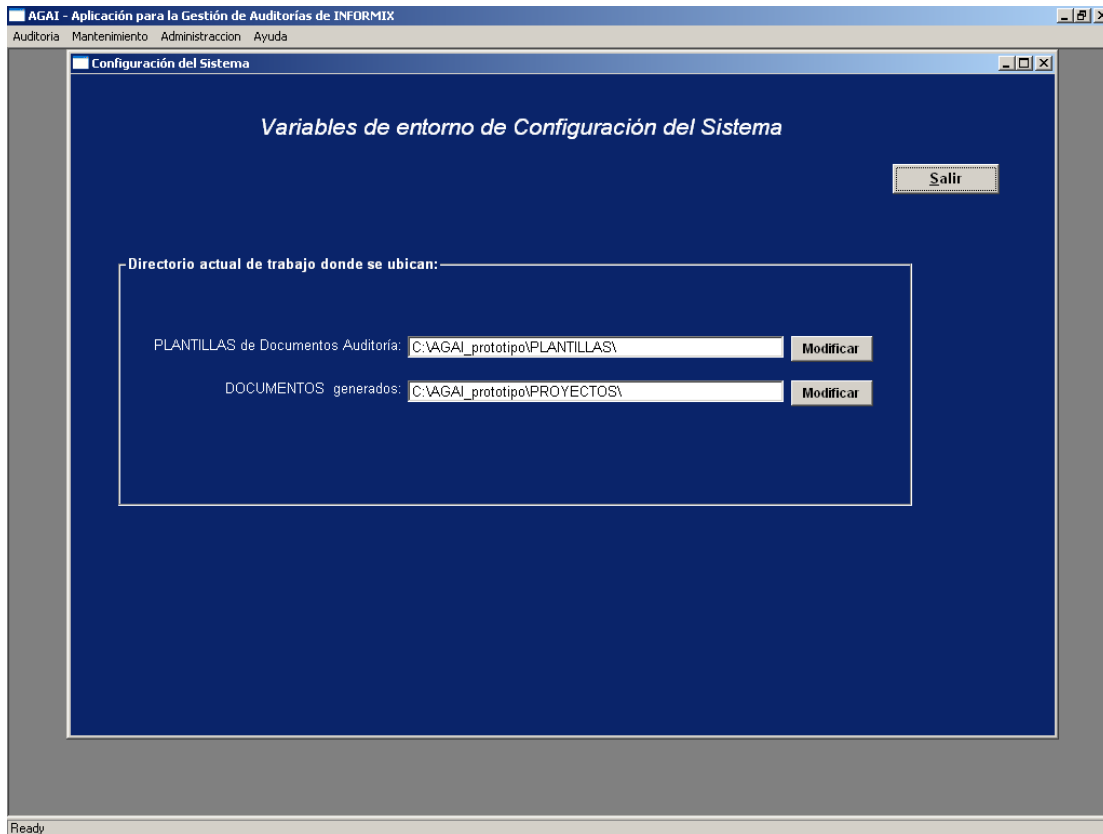 AGAI - Aplicación para la Gestión de Auditorías de INFORMIX
Auditoria Mantenimiento Administraccion Ayuda
Configuración del Sistema
Variables de entorno de Configuración del Sistema
Salir
Directorio actual de trabajo donde se ubican:
PLANTILLAS de Documentos Auditoría: C:\AGAI_prototipo\PLANTILLAS\ Modificar
DOCUMENTOS generados: C:\AGAI_prototipo\PROYECTOS\ Modificar
Ready